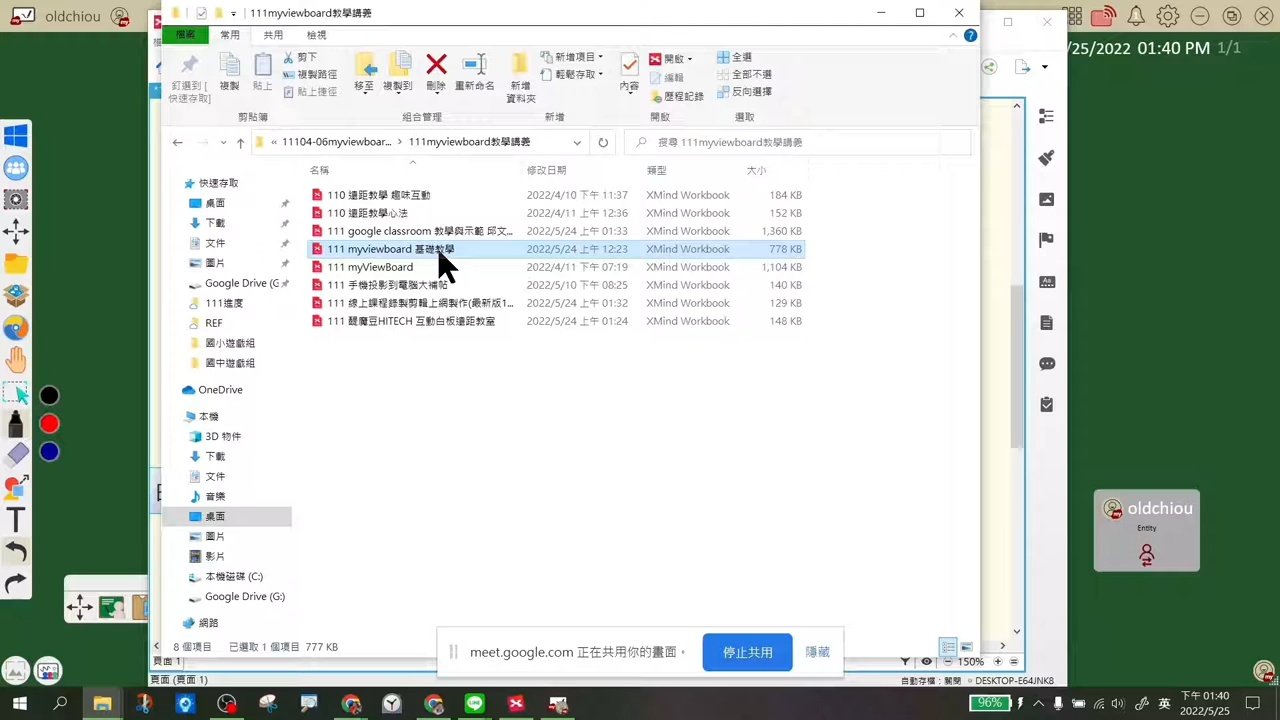 oldchiou
111myviewboard教學講義
檔案 常用 共用 檢視
25/2022 01:40 PM 1/1
釘選到 [快速存取]
複製
貼上
剪下
複製路徑
貼上捷徑
移至
複製到
刪除
重新命名
新增資料夾
新增項目
輕鬆存取
內容
開啟
編輯
歷程記錄
全選
全部不選
反向選擇
剪貼簿 組合管理 新增 開啟 選取
« 11104-06myviewboar... › 111myviewboard教學講義
搜尋 111myviewboard教學講義
名稱 修改日期 類型 大小
110 遠距教學 趣味互動 2022/4/10 下午 11:37 XMind Workbook 184 KB
110 遠距教學心法 2022/4/11 上午 12:36 XMind Workbook 152 KB
111 google classroom 教學與示範 邱文... 2022/5/24 上午 01:33 XMind Workbook 1,360 KB
111 myviewboard 基礎教學 2022/5/24 上午 12:23 XMind Workbook 778 KB
111 myViewBoard 2022/4/11 上午 07:19 XMind Workbook 1,104 KB
111 手機投影到電腦大補帖 2022/5/10 下午 08:25 XMind Workbook 140 KB
111 線上課程錄製剪輯上網製作(最新版1... 2022/5/24 上午 01:32 XMind Workbook 129 KB
111 醍摩豆HITECH 互動白板遠距教室 2022/5/24 上午 01:24 XMind Workbook 148 KB
快速存取
桌面
下載
文件
圖片
Google Drive (G
111進度
REF
國小遊戲組
國中遊戲組
OneDrive
本機
3D 物件
下載
文件
音樂
桌面
圖片
影片
本機磁碟 (C:)
Google Drive (G:)
網路
oldchiou
Entity
8 個項目 已選取 1 個項目 777 KB
meet.google.com 正在共用你的畫面。 停止共用 隱藏
頁面 1
150%
頁面 (頁面 1)
自動存檔：關閉 DESKTOP-E64JNK8
96%
英
下午 01:40
2022/5/25